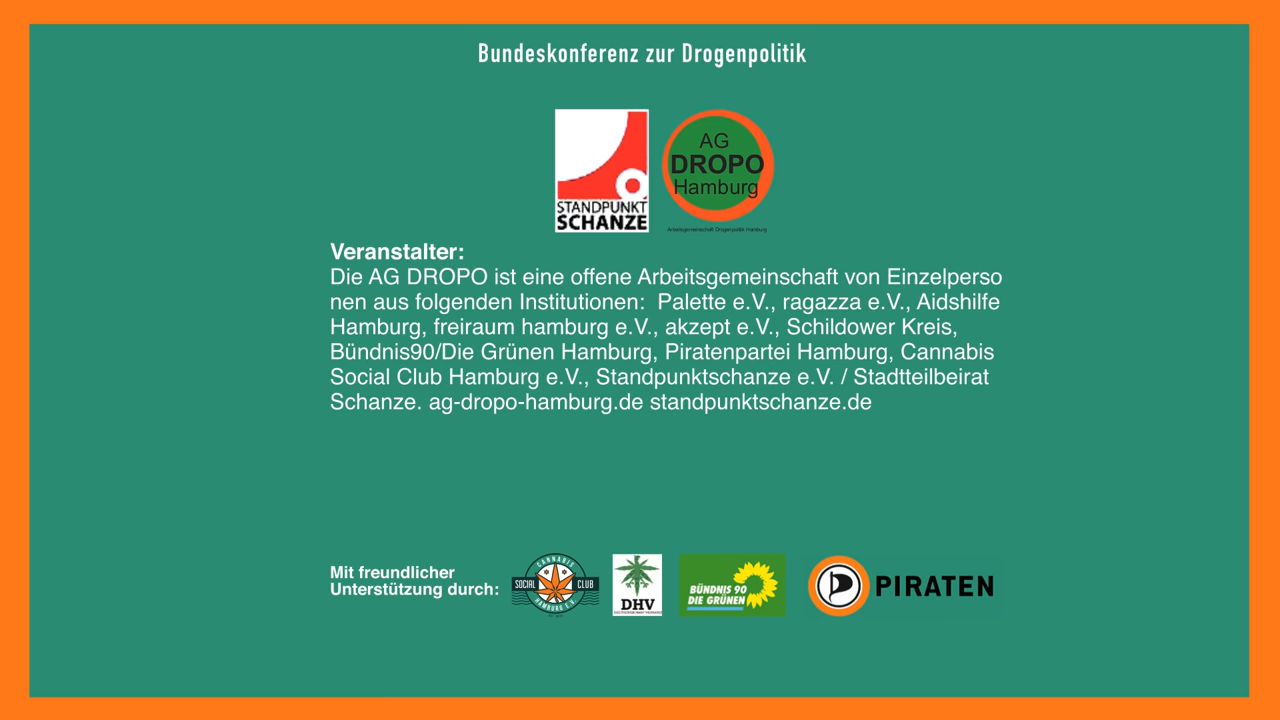 Bundeskonferenz zur Drogenpolitik
STANDPUNKT
SCHANZE
AG
DROPO
Hamburg
Arbeitsgemeinschaft Drogenpolitik Hamburg
Veranstalter:
Die AG DROPO ist eine offene Arbeitsgemeinschaft von Einzelperso
nen aus folgenden Institutionen:  Palette e.V., ragazza e.V., Aidshilfe
Hamburg, freiraum hamburg e.V., akzept e.V., Schildower Kreis,
Bündnis90/Die Grünen Hamburg, Piratenpartei Hamburg, Cannabis
Social Club Hamburg e.V., Standpunktschanze e.V. / Stadtteilbeirat
Schanze. ag-dropo-hamburg.de standpunktschanze.de
Mit freundlicher
Unterstützung durch:
CANNABIS
SOCIAL CLUB
HAMBURG E.V.
DHV
BÜNDNIS 90
DIE GRÜNEN
PIRATEN